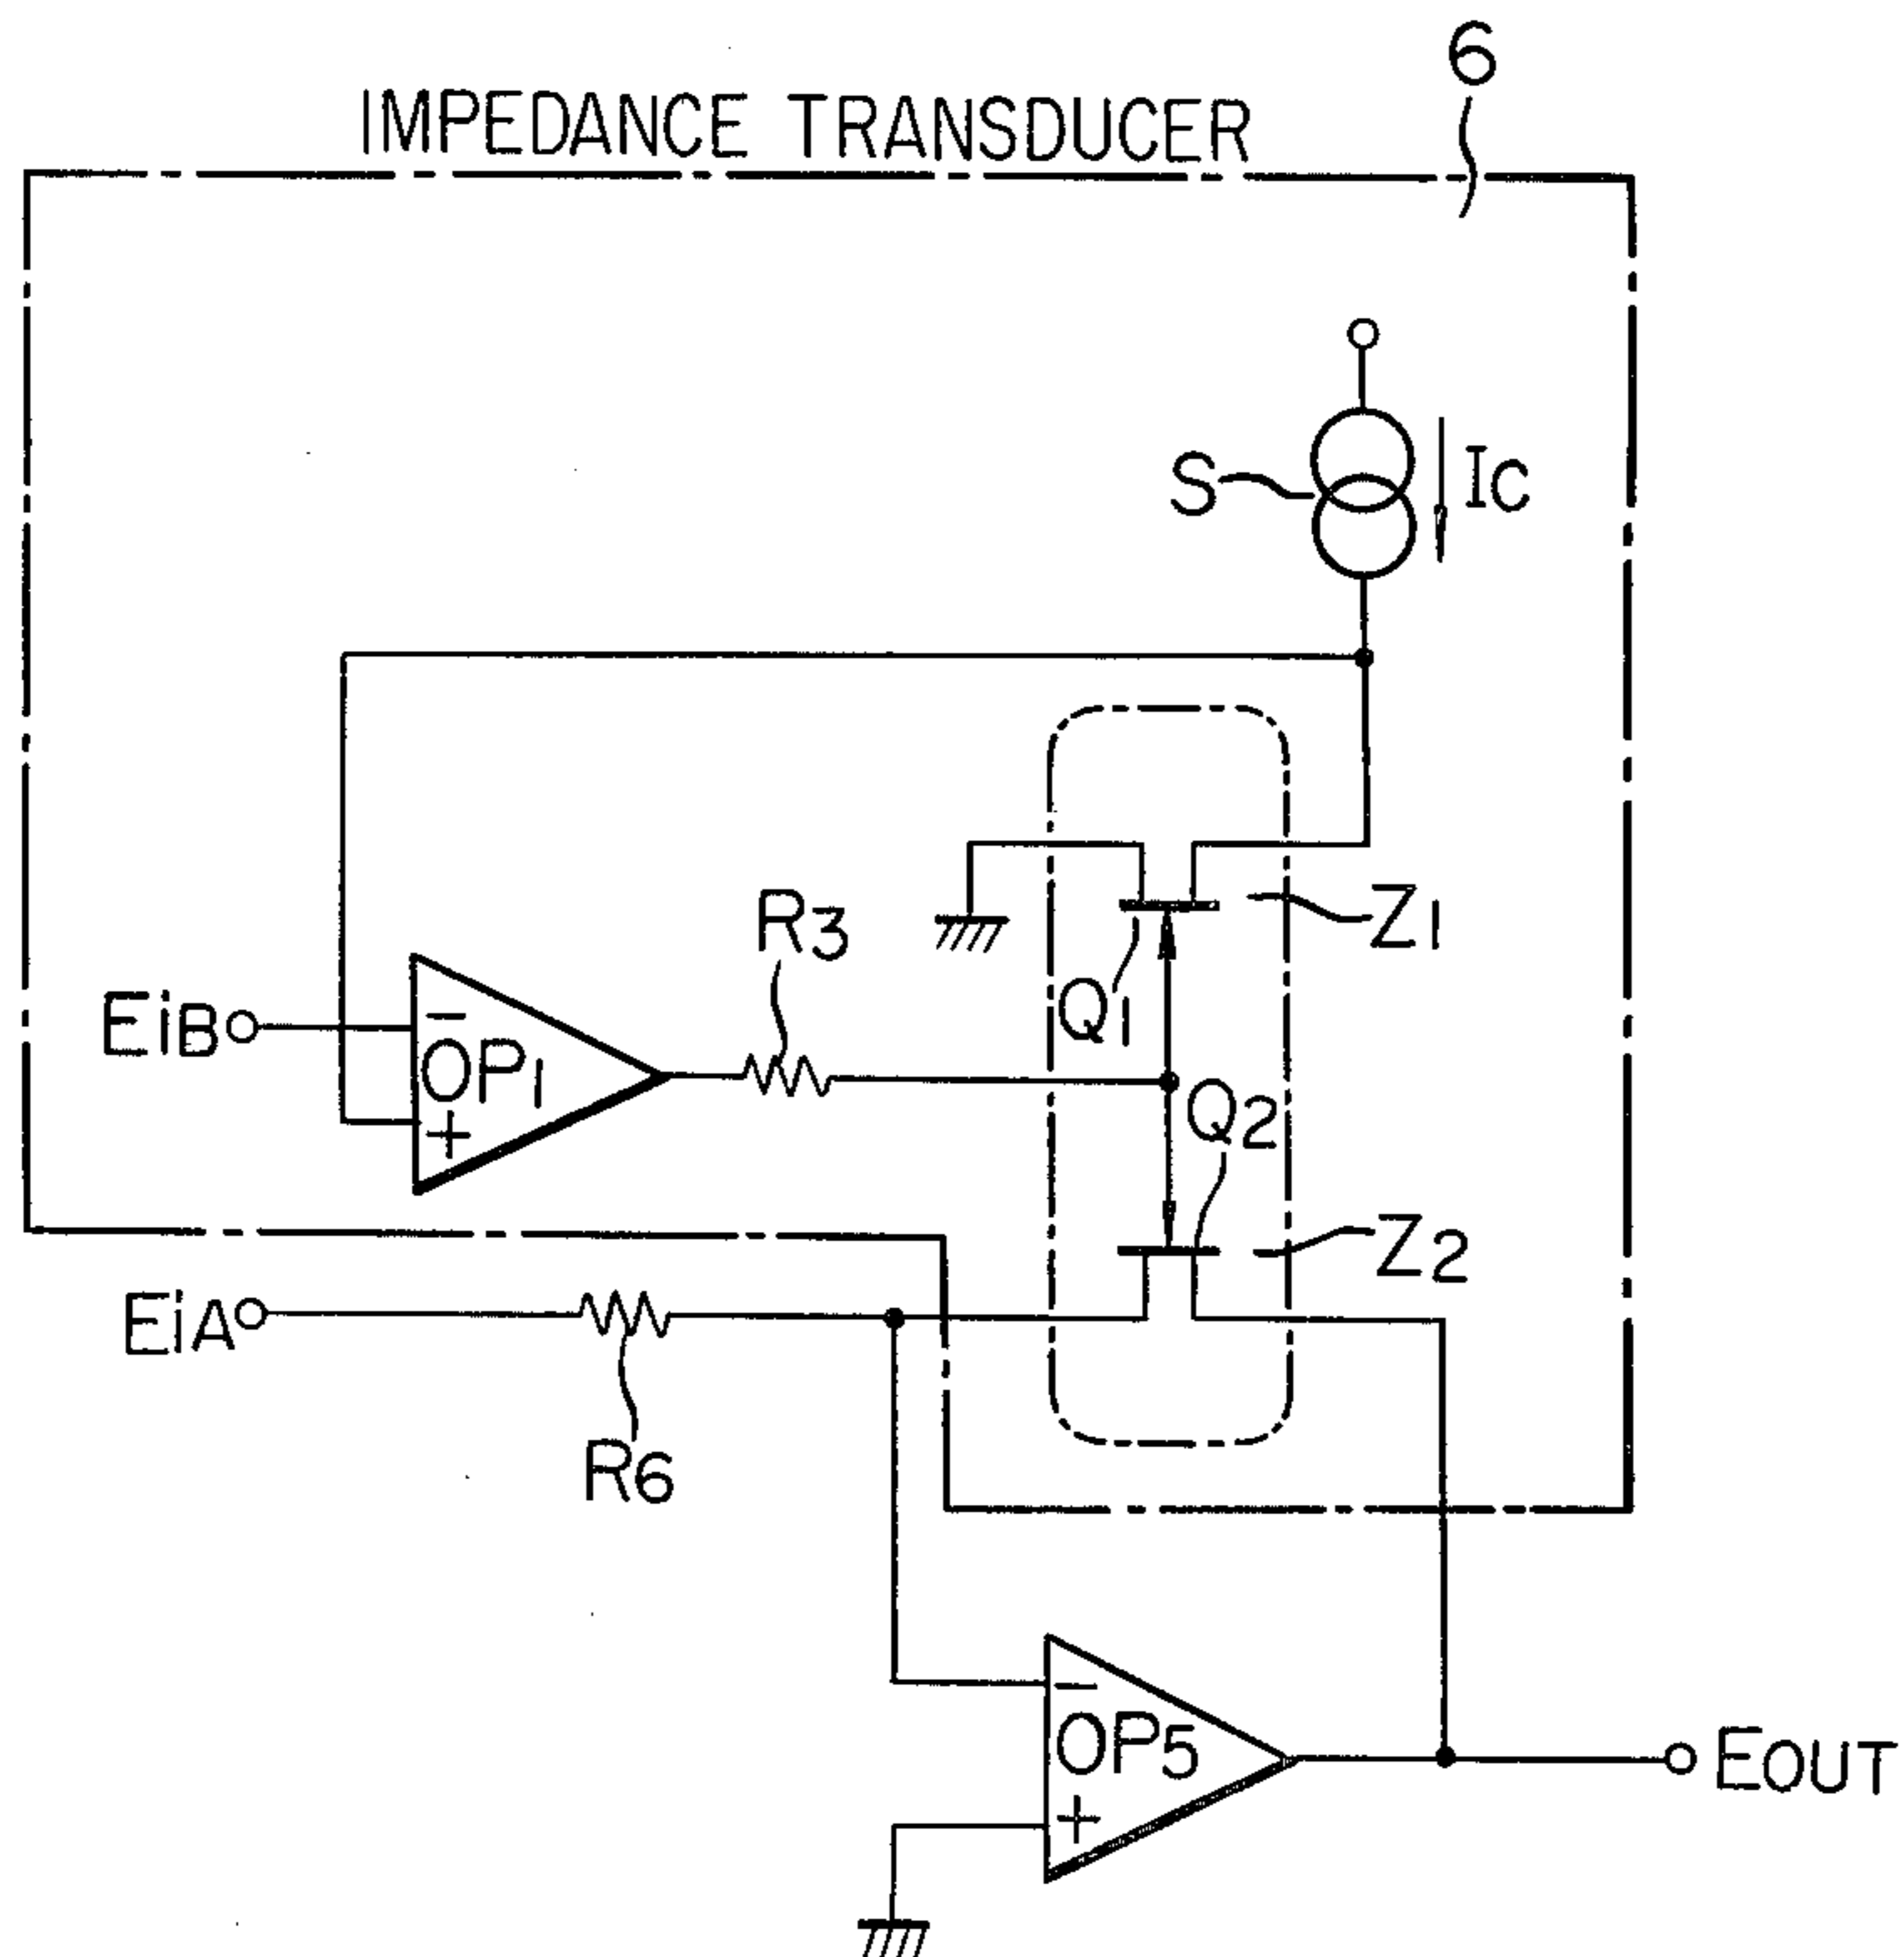 6
IMPEDANCE TRANSDUCER
S
IC
R3
Z1
Q1
EiB
−
OP1
+
Q2
Z2
EiA
R6
−
OP5
+
EOUT